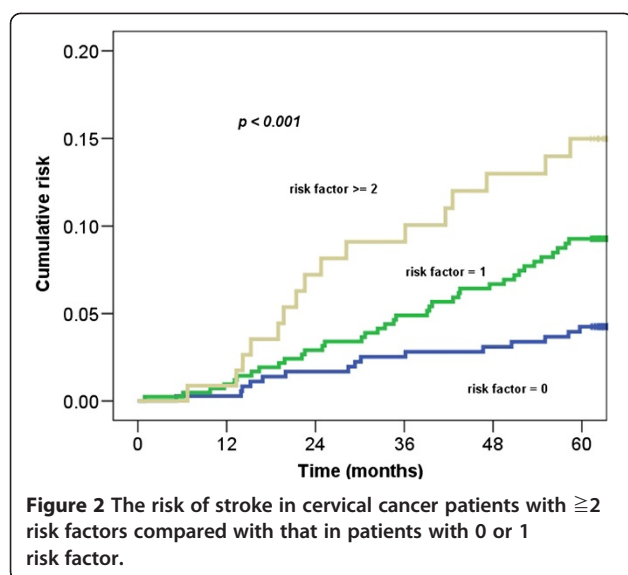 0.20
p < 0.001
0.15
risk factor >= 2
Cumulative risk
0.10
risk factor = 1
0.05
risk factor = 0
0.00
0 12 24 36 48 60
Time (months)
Figure 2 The risk of stroke in cervical cancer patients with ≧2
risk factors compared with that in patients with 0 or 1
risk factor.